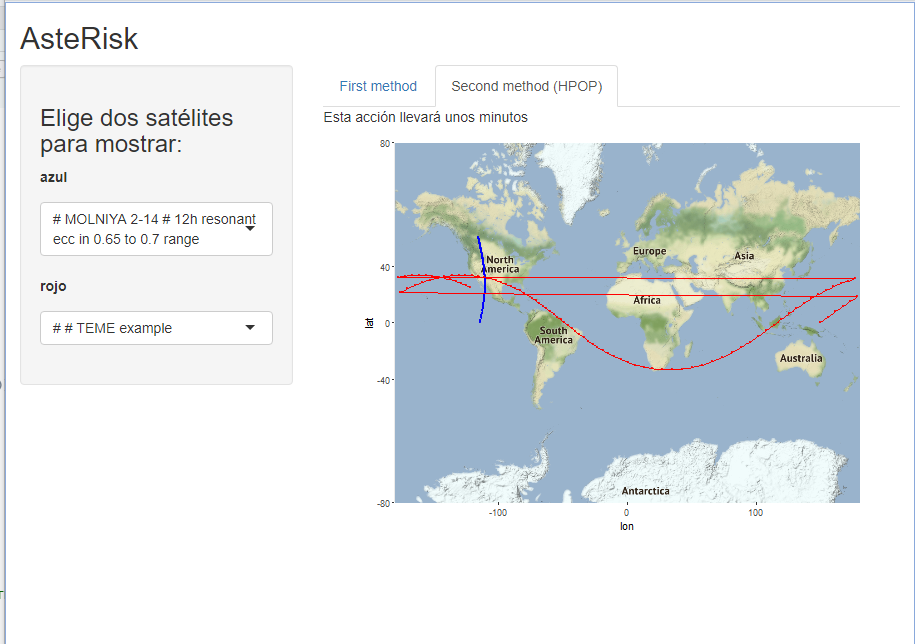 AsteRisk
Elige dos satélites
para mostrar:
azul
# MOLNIYA 2-14 # 12h resonant
ecc in 0.65 to 0.7 range
rojo
# # TEME example
First method
Second method (HPOP)
Esta acción llevará unos minutos
80
40
0
-40
-80
lat
North
America
Europe
Asia
Africa
South
America
Australia
Antarctica
-100
0
100
lon